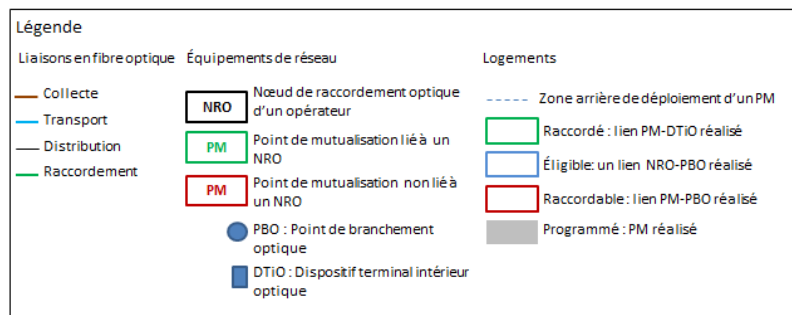 Légende
Liaisons en fibre optique
Collecte
Transport
Distribution
Raccordement
Équipements de réseau
NRO
Nœud de raccordement optique
d'un opérateur
PM
Point de mutualisation lié à un
NRO
PM
Point de mutualisation non lié à
un NRO
PBO : Point de branchement
optique
DTiO : Dispositif terminal intérieur
optique
Logements
Zone arrière de déploiement d'un PM
Raccordé : lien PM-DTiO réalisé
Éligible: un lien NRO-PBO réalisé
Raccordable : lien PM-PBO réalisé
Programmé : PM réalisé